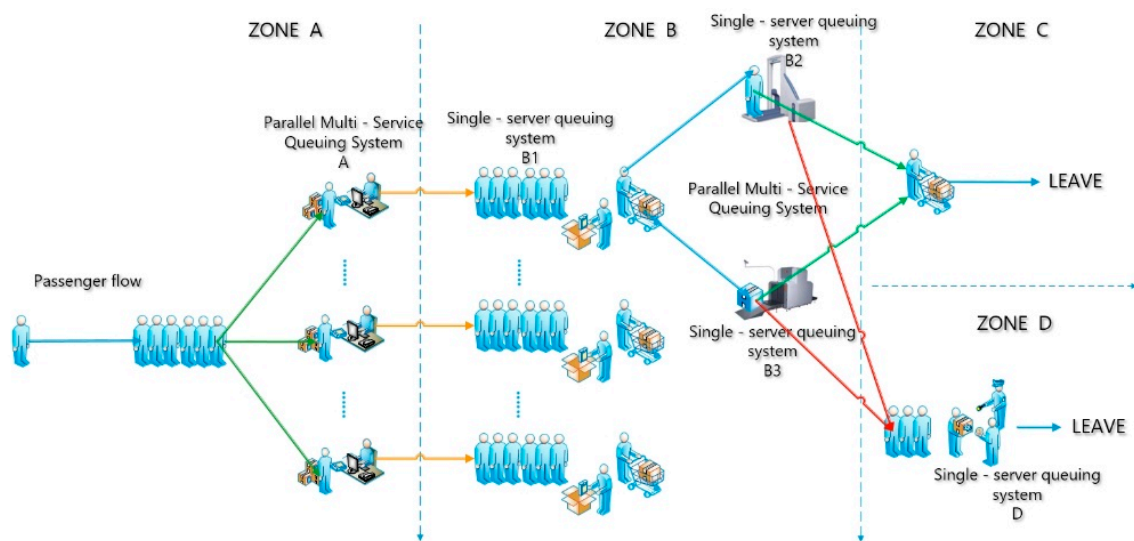 ZONE A
ZONE B
Single - server queuing
system
B2
ZONE C
Parallel Multi - Service
Queuing System
A
Single - server queuing
system
B1
Parallel Multi - Service
Queuing System
LEAVE
Passenger flow
Single - server queuing
system
B3
ZONE D
LEAVE
Single - server queuing
system
D